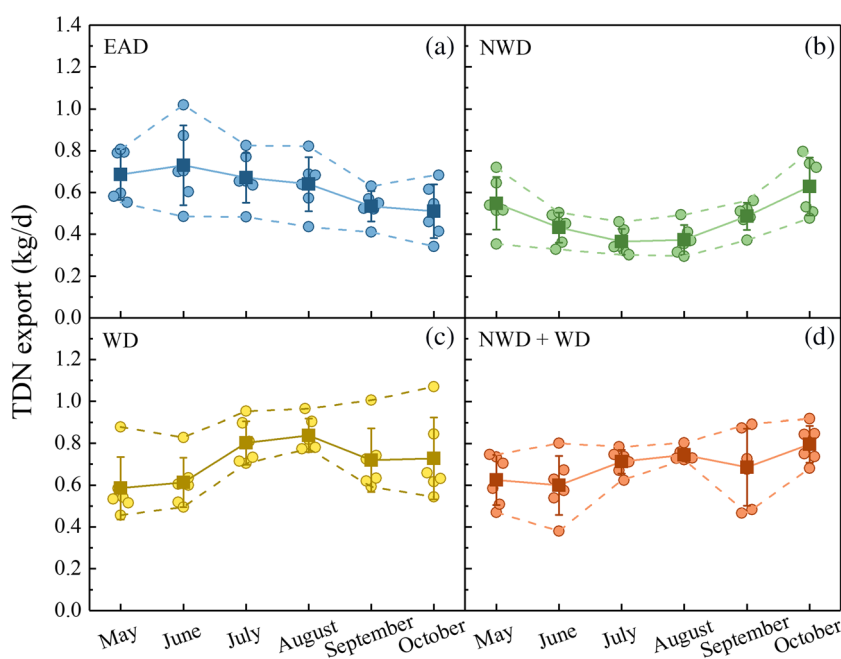 TDN export (kg/d)
1.4
1.2
1.0
0.8
0.6
0.4
0.2
0.0
EAD
(a)
NWD
(b)
1.2
1.0
0.8
0.6
0.4
0.2
0.0
WD
(c)
NWD + WD
(d)
May
June
July
August
September
October
May
June
July
August
September
October